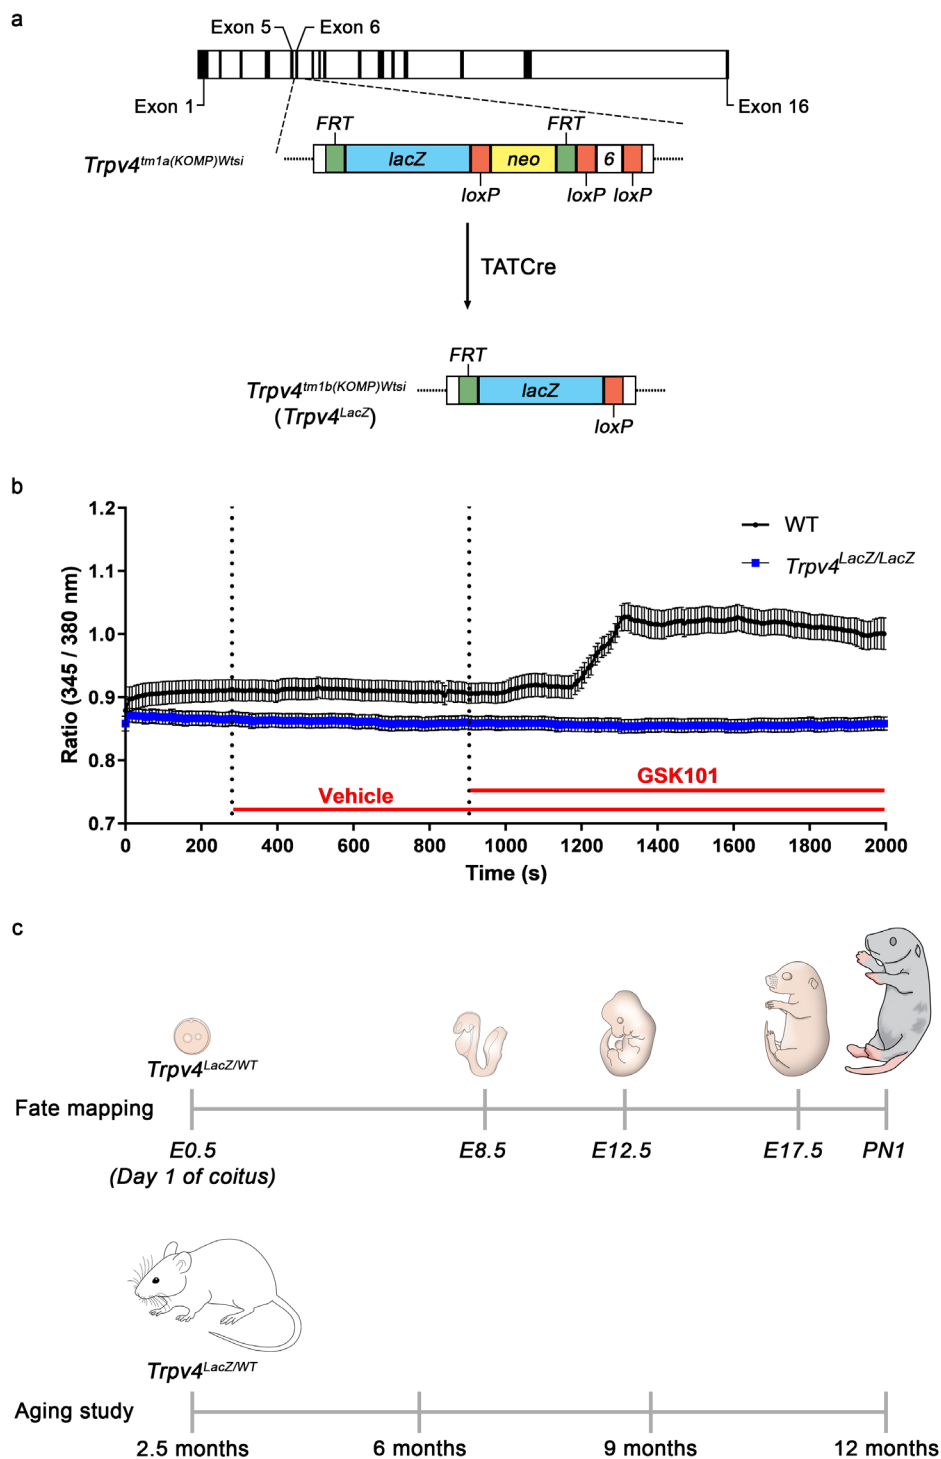 a
Exon 5
Exon 6
Exon 1
Exon 16
FRT
FRT
Trpv4tm1a(KOMP)Wtsi
lacZ
neo
6
loxP
loxP
loxP
TATCre
FRT
Trpv4tm1b(KOMP)Wtsi
lacZ
(Trpv4LacZ)
loxP
b
1.2
1.1
1.0
0.9
0.8
0.7
Ratio (345 / 380 nm)
WT
Trpv4LacZ/LacZ
GSK101
Vehicle
0
200
400
600
800
1000
1200
1400
1600
1800
2000
Time (s)
c
Trpv4LacZ/WT
Fate mapping
E0.5
E8.5
E12.5
E17.5
PN1
(Day 1 of coitus)
Trpv4LacZ/WT
Aging study
2.5 months
6 months
9 months
12 months